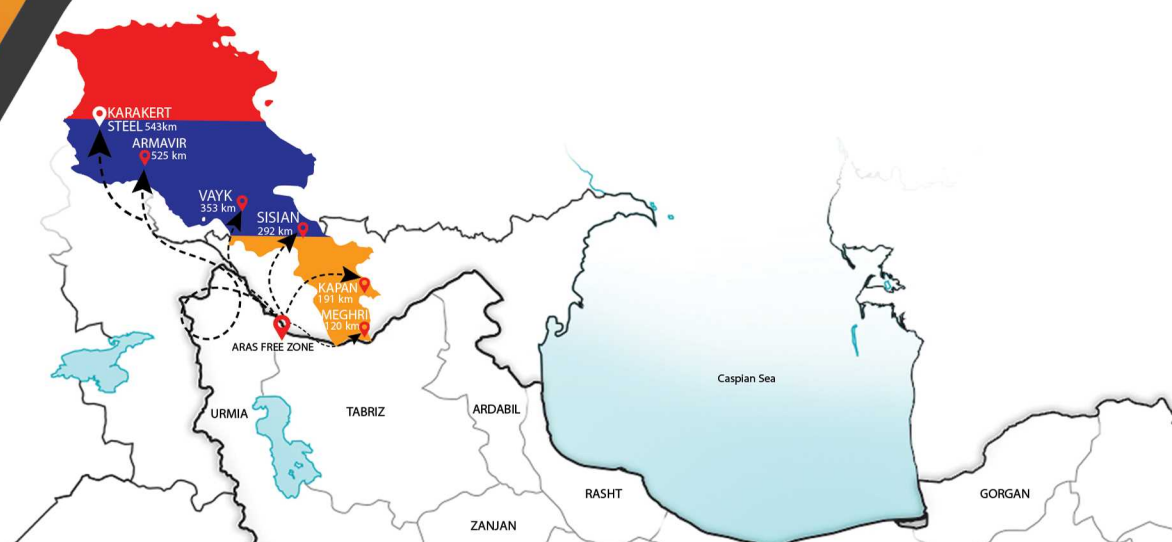 KARAKERT
STEEL 543km
ARMAVIR
525 km
VAYK
353 km
SISIAN
292 km
KAPAN
191 km
MEGHRI
120 km
ARAS FREE ZONE
Caspian Sea
URMIA
TABRIZ
ARDABIL
RASHT
GORGAN
ZANJAN